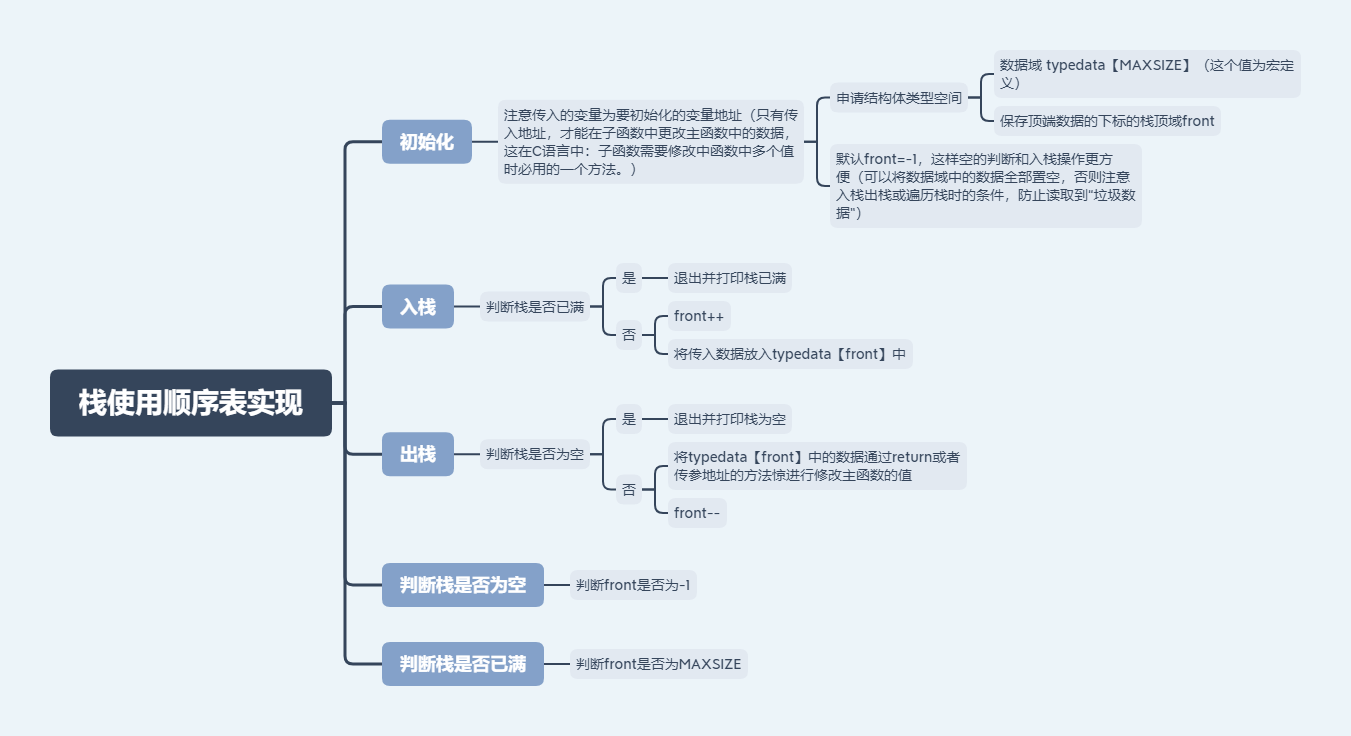 栈使用顺序表实现
初始化
注意传入的变量为要初始化的变量地址（只有传
入地址，才能在子函数中更改主函数中的数据，
这在C语言中：子函数需要修改中函数中多个值
时必用的一个方法。）
申请结构体类型空间
数据域 typedata【MAXSIZE】（这个值为宏定
义）
保存顶端数据的下标的栈顶域front
默认front=-1，这样空的判断和入栈操作更方
便（可以将数据域中的数据全部置空，否则注意
入栈出栈或遍历栈时的条件，防止读取到"垃圾数
据"）
入栈
判断栈是否已满
是
退出并打印栈已满
否
front++
将传入数据放入typedata【front】中
出栈
判断栈是否为空
是
退出并打印栈为空
否
将typedata【front】中的数据通过return或者
传参地址的方法惊进行修改主函数的值
front--
判断栈是否为空
判断front是否为-1
判断栈是否已满
判断front是否为MAXSIZE